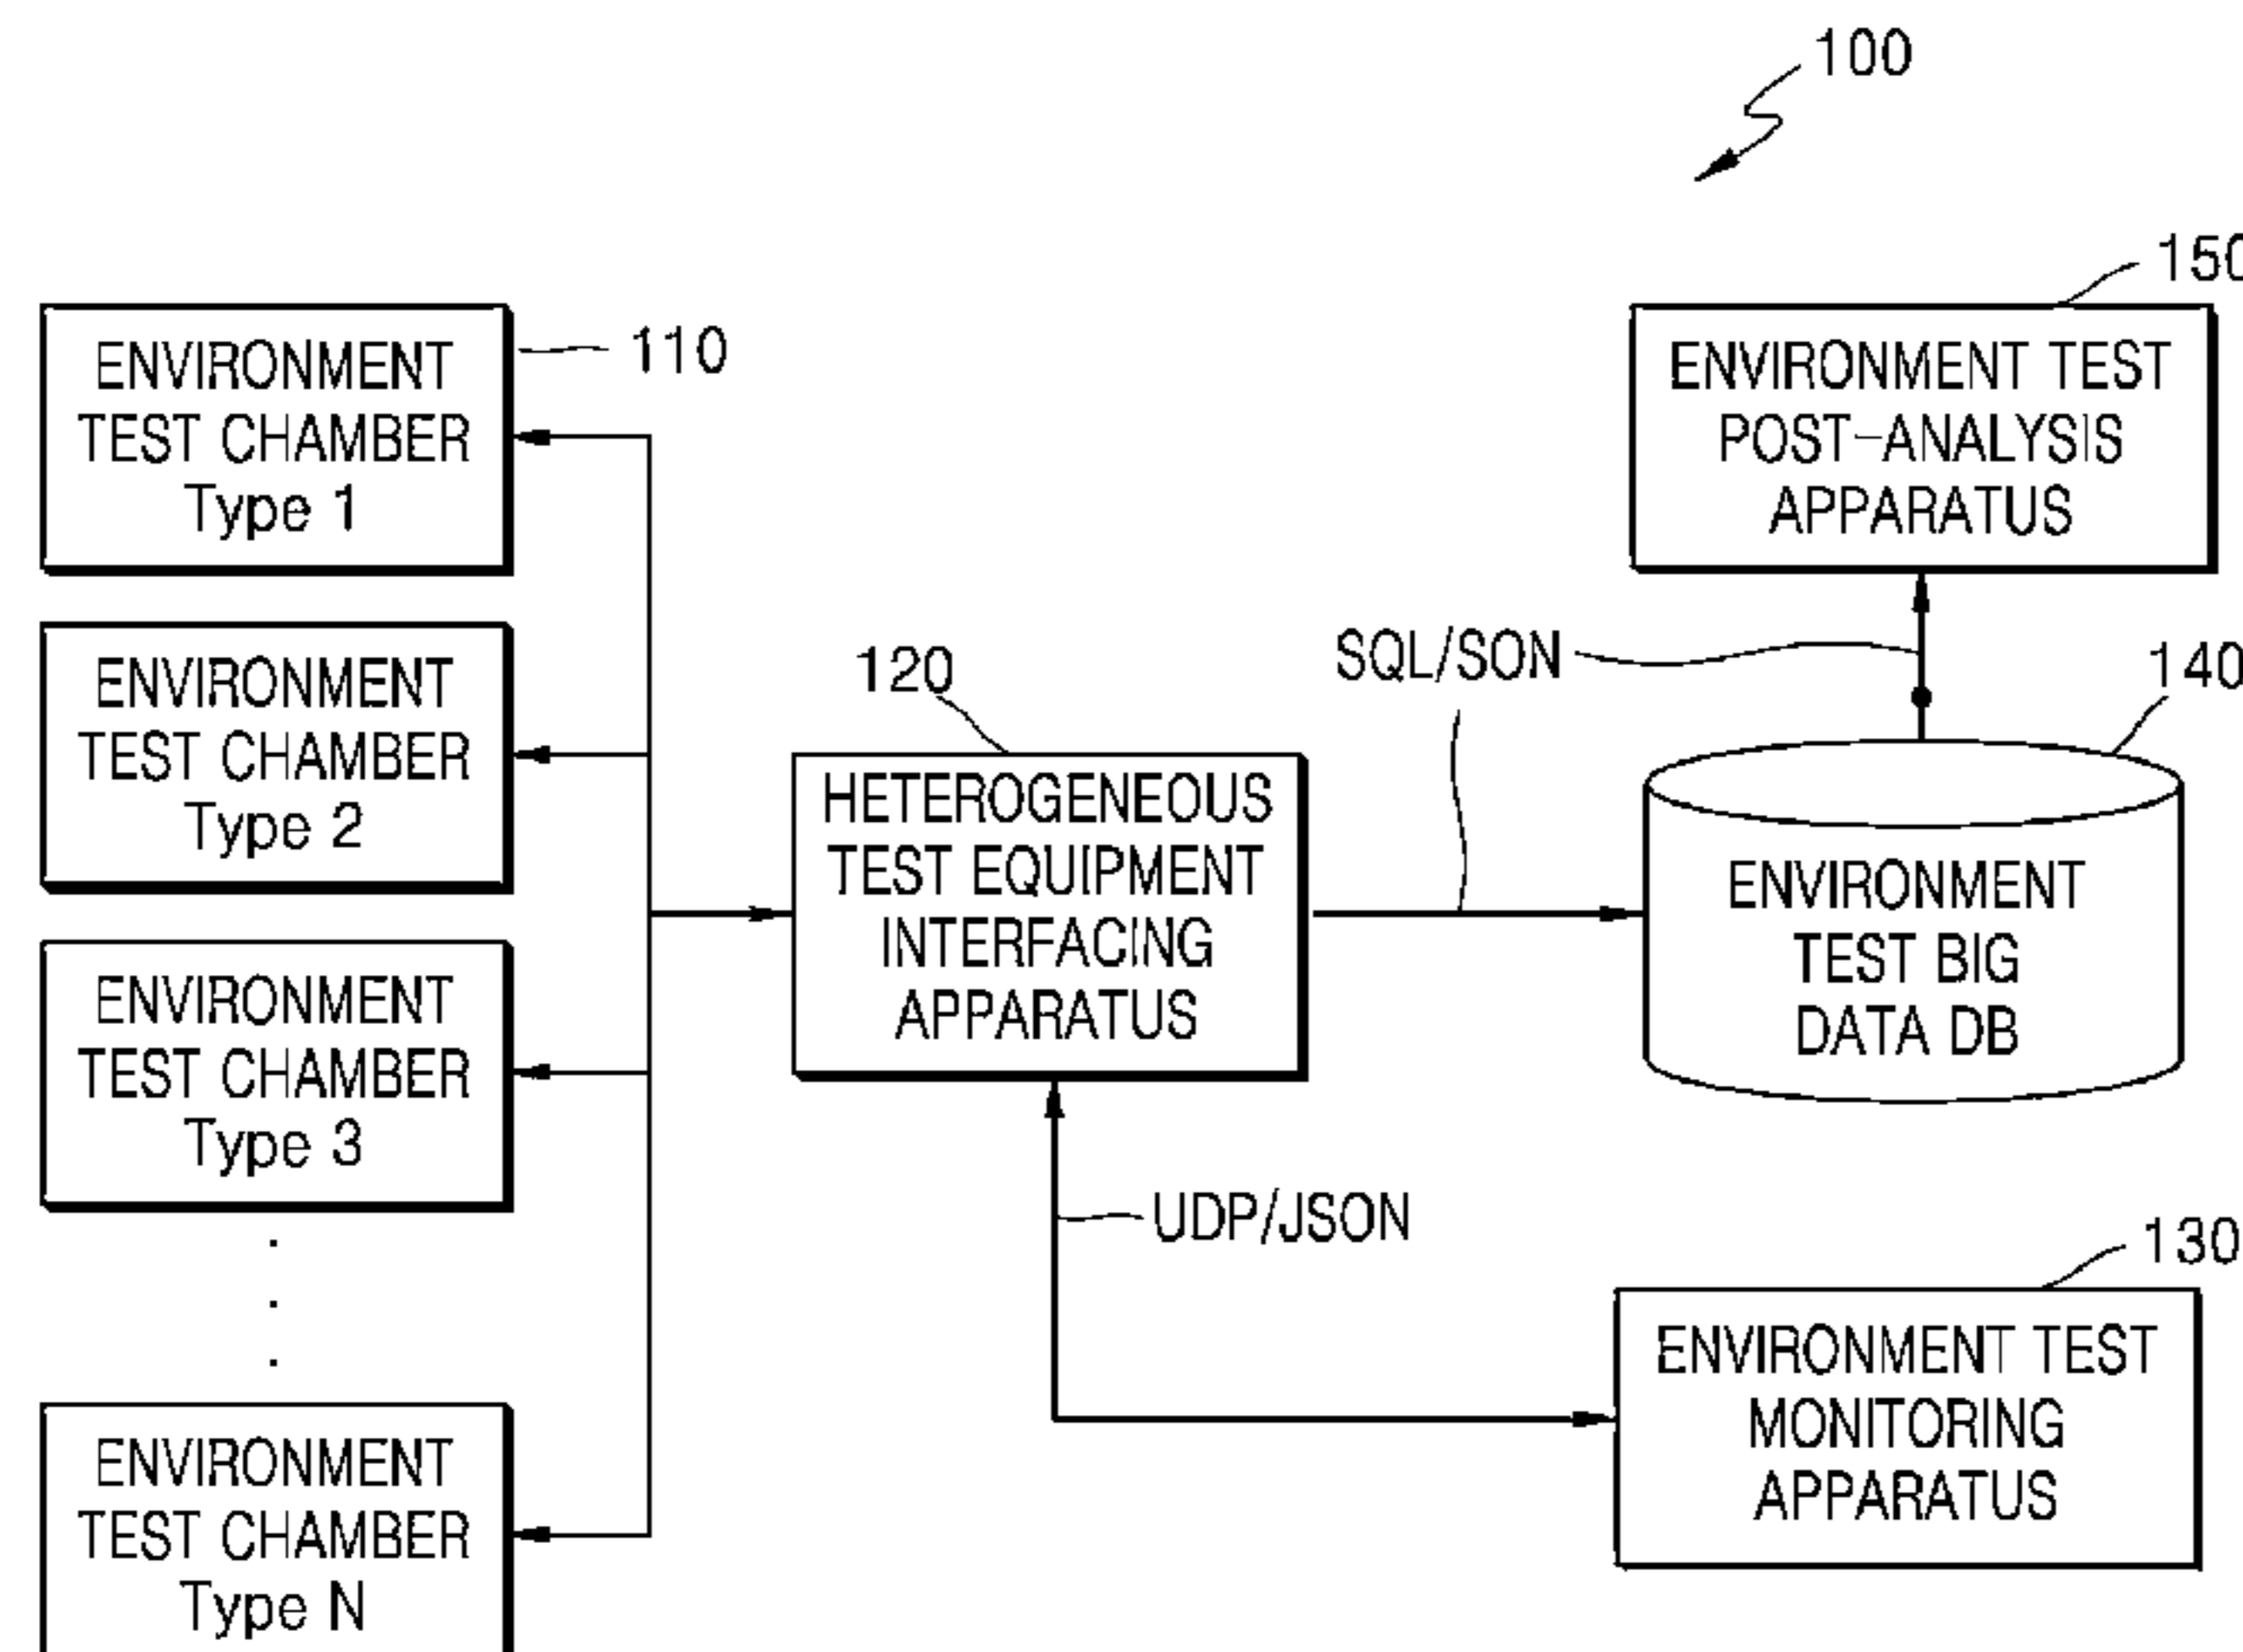 100
ENVIRONMENT
TEST CHAMBER
Type 1
110
ENVIRONMENT
TEST CHAMBER
Type 2
ENVIRONMENT
TEST CHAMBER
Type 3
ENVIRONMENT
TEST CHAMBER
Type N
120
HETEROGENEOUS
TEST EQUIPMENT
INTERFACING
APPARATUS
SQL/SON
UDP/JSON
150
ENVIRONMENT TEST
POST-ANALYSIS
APPARATUS
140
ENVIRONMENT
TEST BIG
DATA DB
130
ENVIRONMENT TEST
MONITORING
APPARATUS